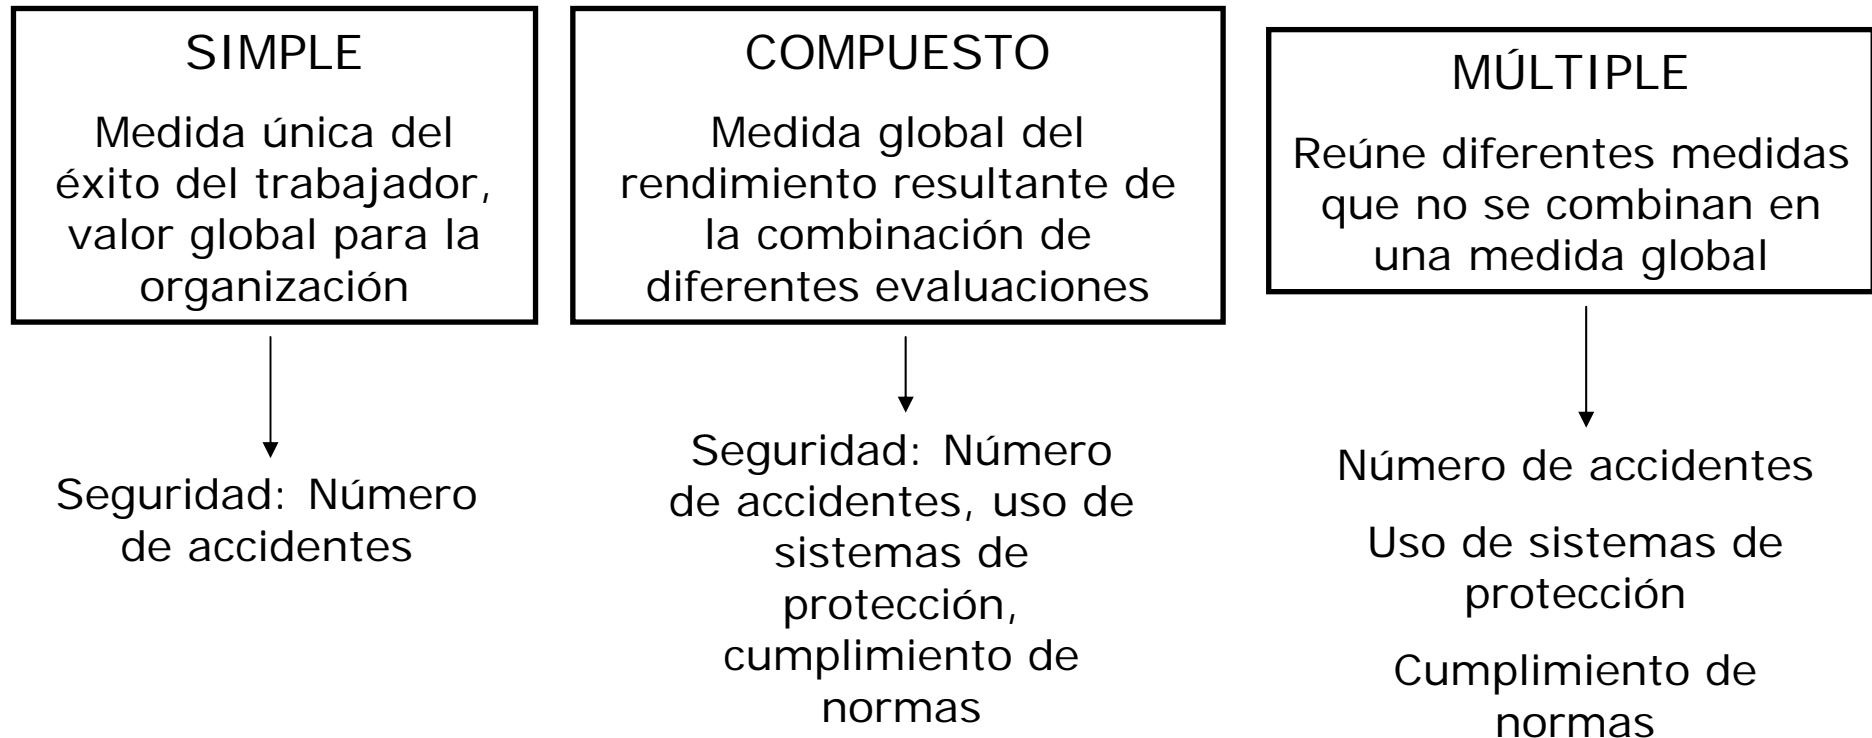 SIMPLE
Medida única del
éxito del trabajador,
valor global para la
organización
Seguridad: Número
de accidentes
COMPUESTO
Medida global del
rendimiento resultante de
la combinación de
diferentes evaluaciones
Seguridad: Número
de accidentes, uso de
sistemas de
protección,
cumplimiento de
normas
MÚLTIPLE
Reúne diferentes medidas
que no se combinan en
una medida global
Número de accidentes
Uso de sistemas de
protección
Cumplimiento de
normas